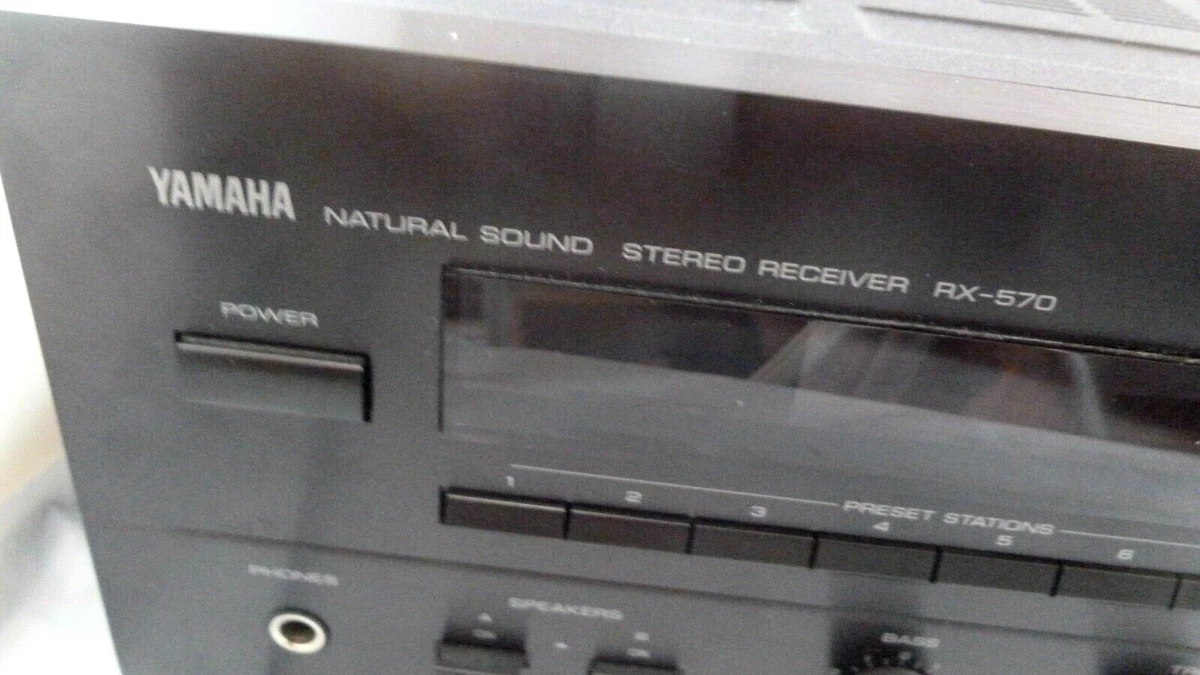 YAMAHA NATURAL SOUND STEREO RECEIVER RX-570
POWER
PRESET STATIONS
1 2 3 4 5 6
PHONES
SPEAKERS
A B
BASS